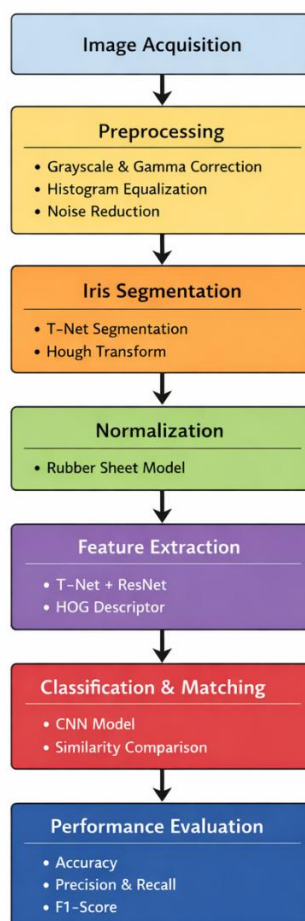 Image Acquisition
Preprocessing
• Grayscale & Gamma Correction
• Histogram Equalization
• Noise Reduction
Iris Segmentation
• T-Net Segmentation
• Hough Transform
Normalization
• Rubber Sheet Model
Feature Extraction
• T-Net + ResNet
• HOG Descriptor
Classification & Matching
• CNN Model
• Similarity Comparison
Performance Evaluation
• Accuracy
• Precision & Recall
• F1-Score